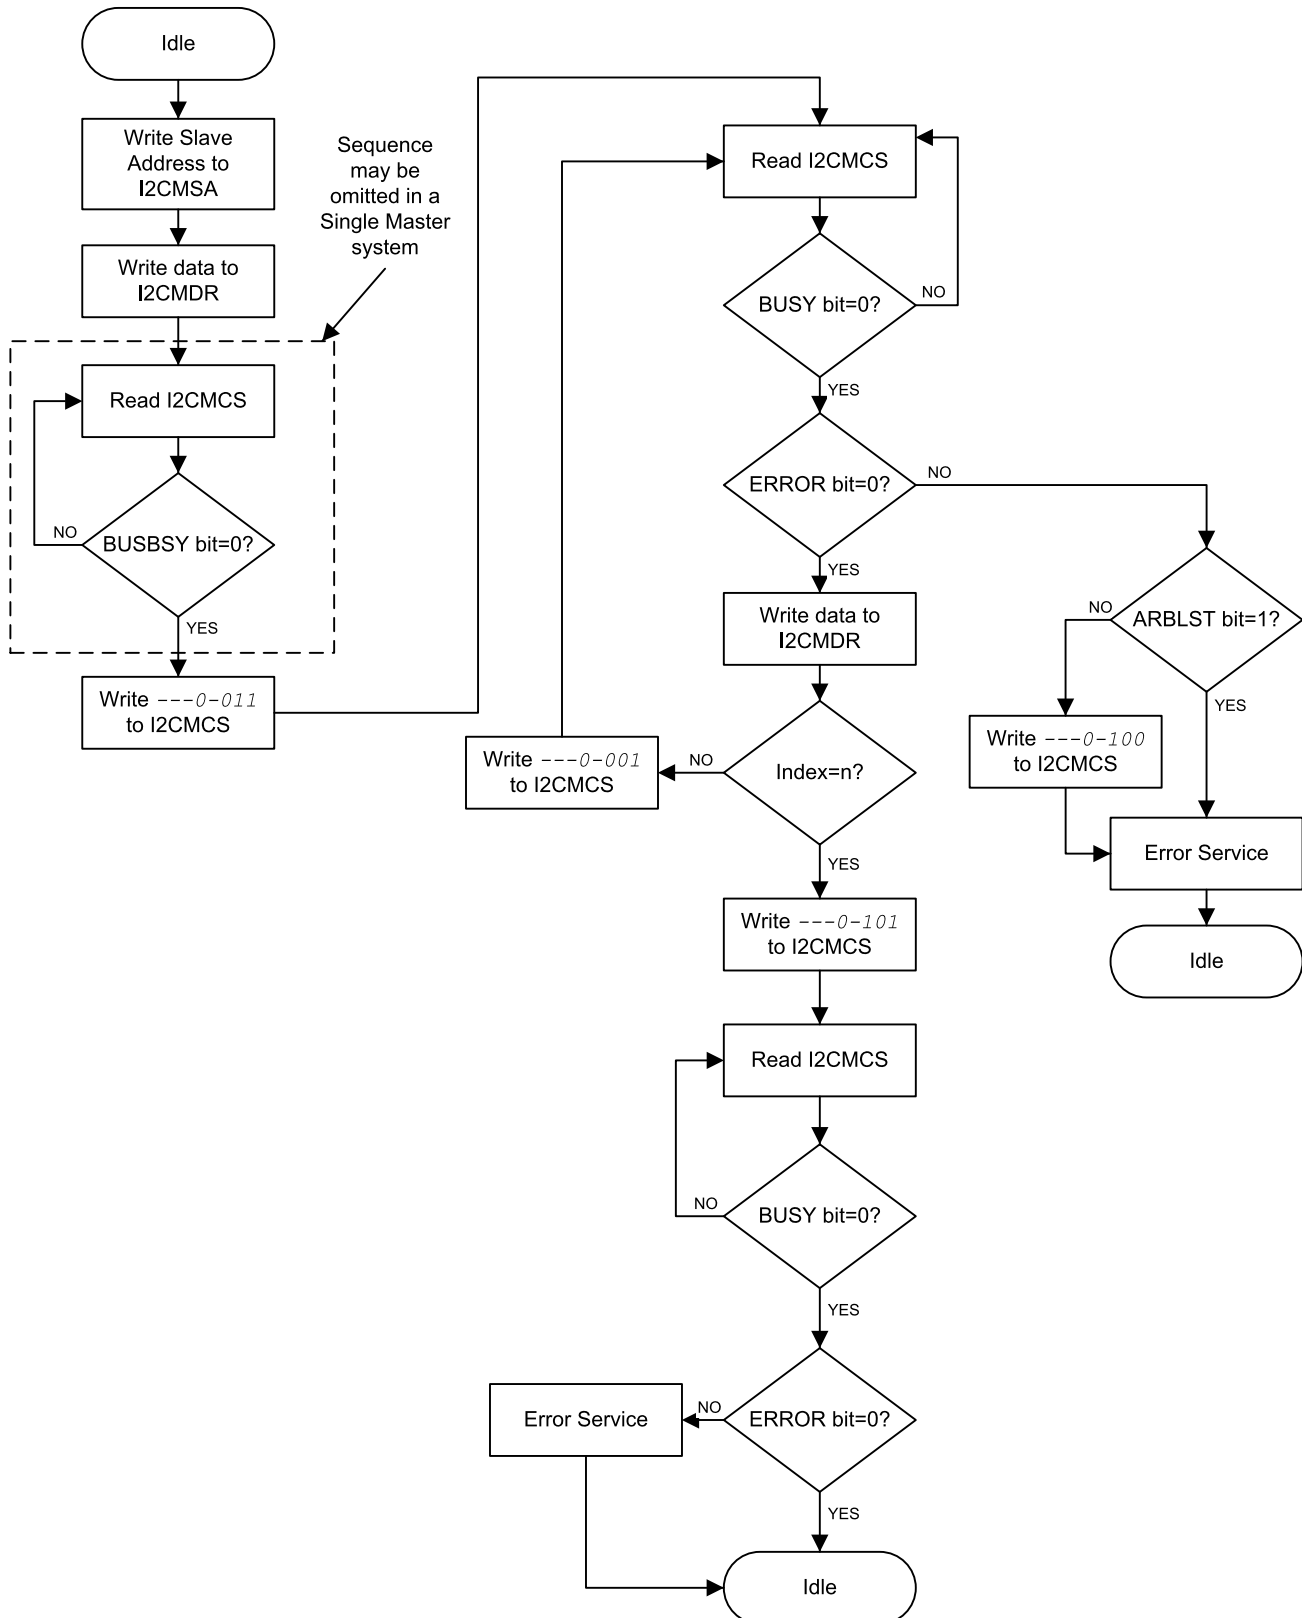 Idle
Write Slave
Address to
I2CMSA
Write data to
I2CMDR
Sequence
may be
omitted in a
Single Master
system
Read I2CMCS
NO
BUSBSY bit=0?
YES
Write ---0-011
to I2CMCS
Read I2CMCS
BUSY bit=0?
NO
YES
ERROR bit=0?
NO
YES
Write data to
I2CMDR
Index=n?
NO
Write ---0-001
to I2CMCS
YES
Write ---0-101
to I2CMCS
Read I2CMCS
BUSY bit=0?
NO
YES
ERROR bit=0?
NO
Error Service
YES
Idle
ARBLST bit=1?
NO
YES
Write ---0-100
to I2CMCS
Error Service
Idle